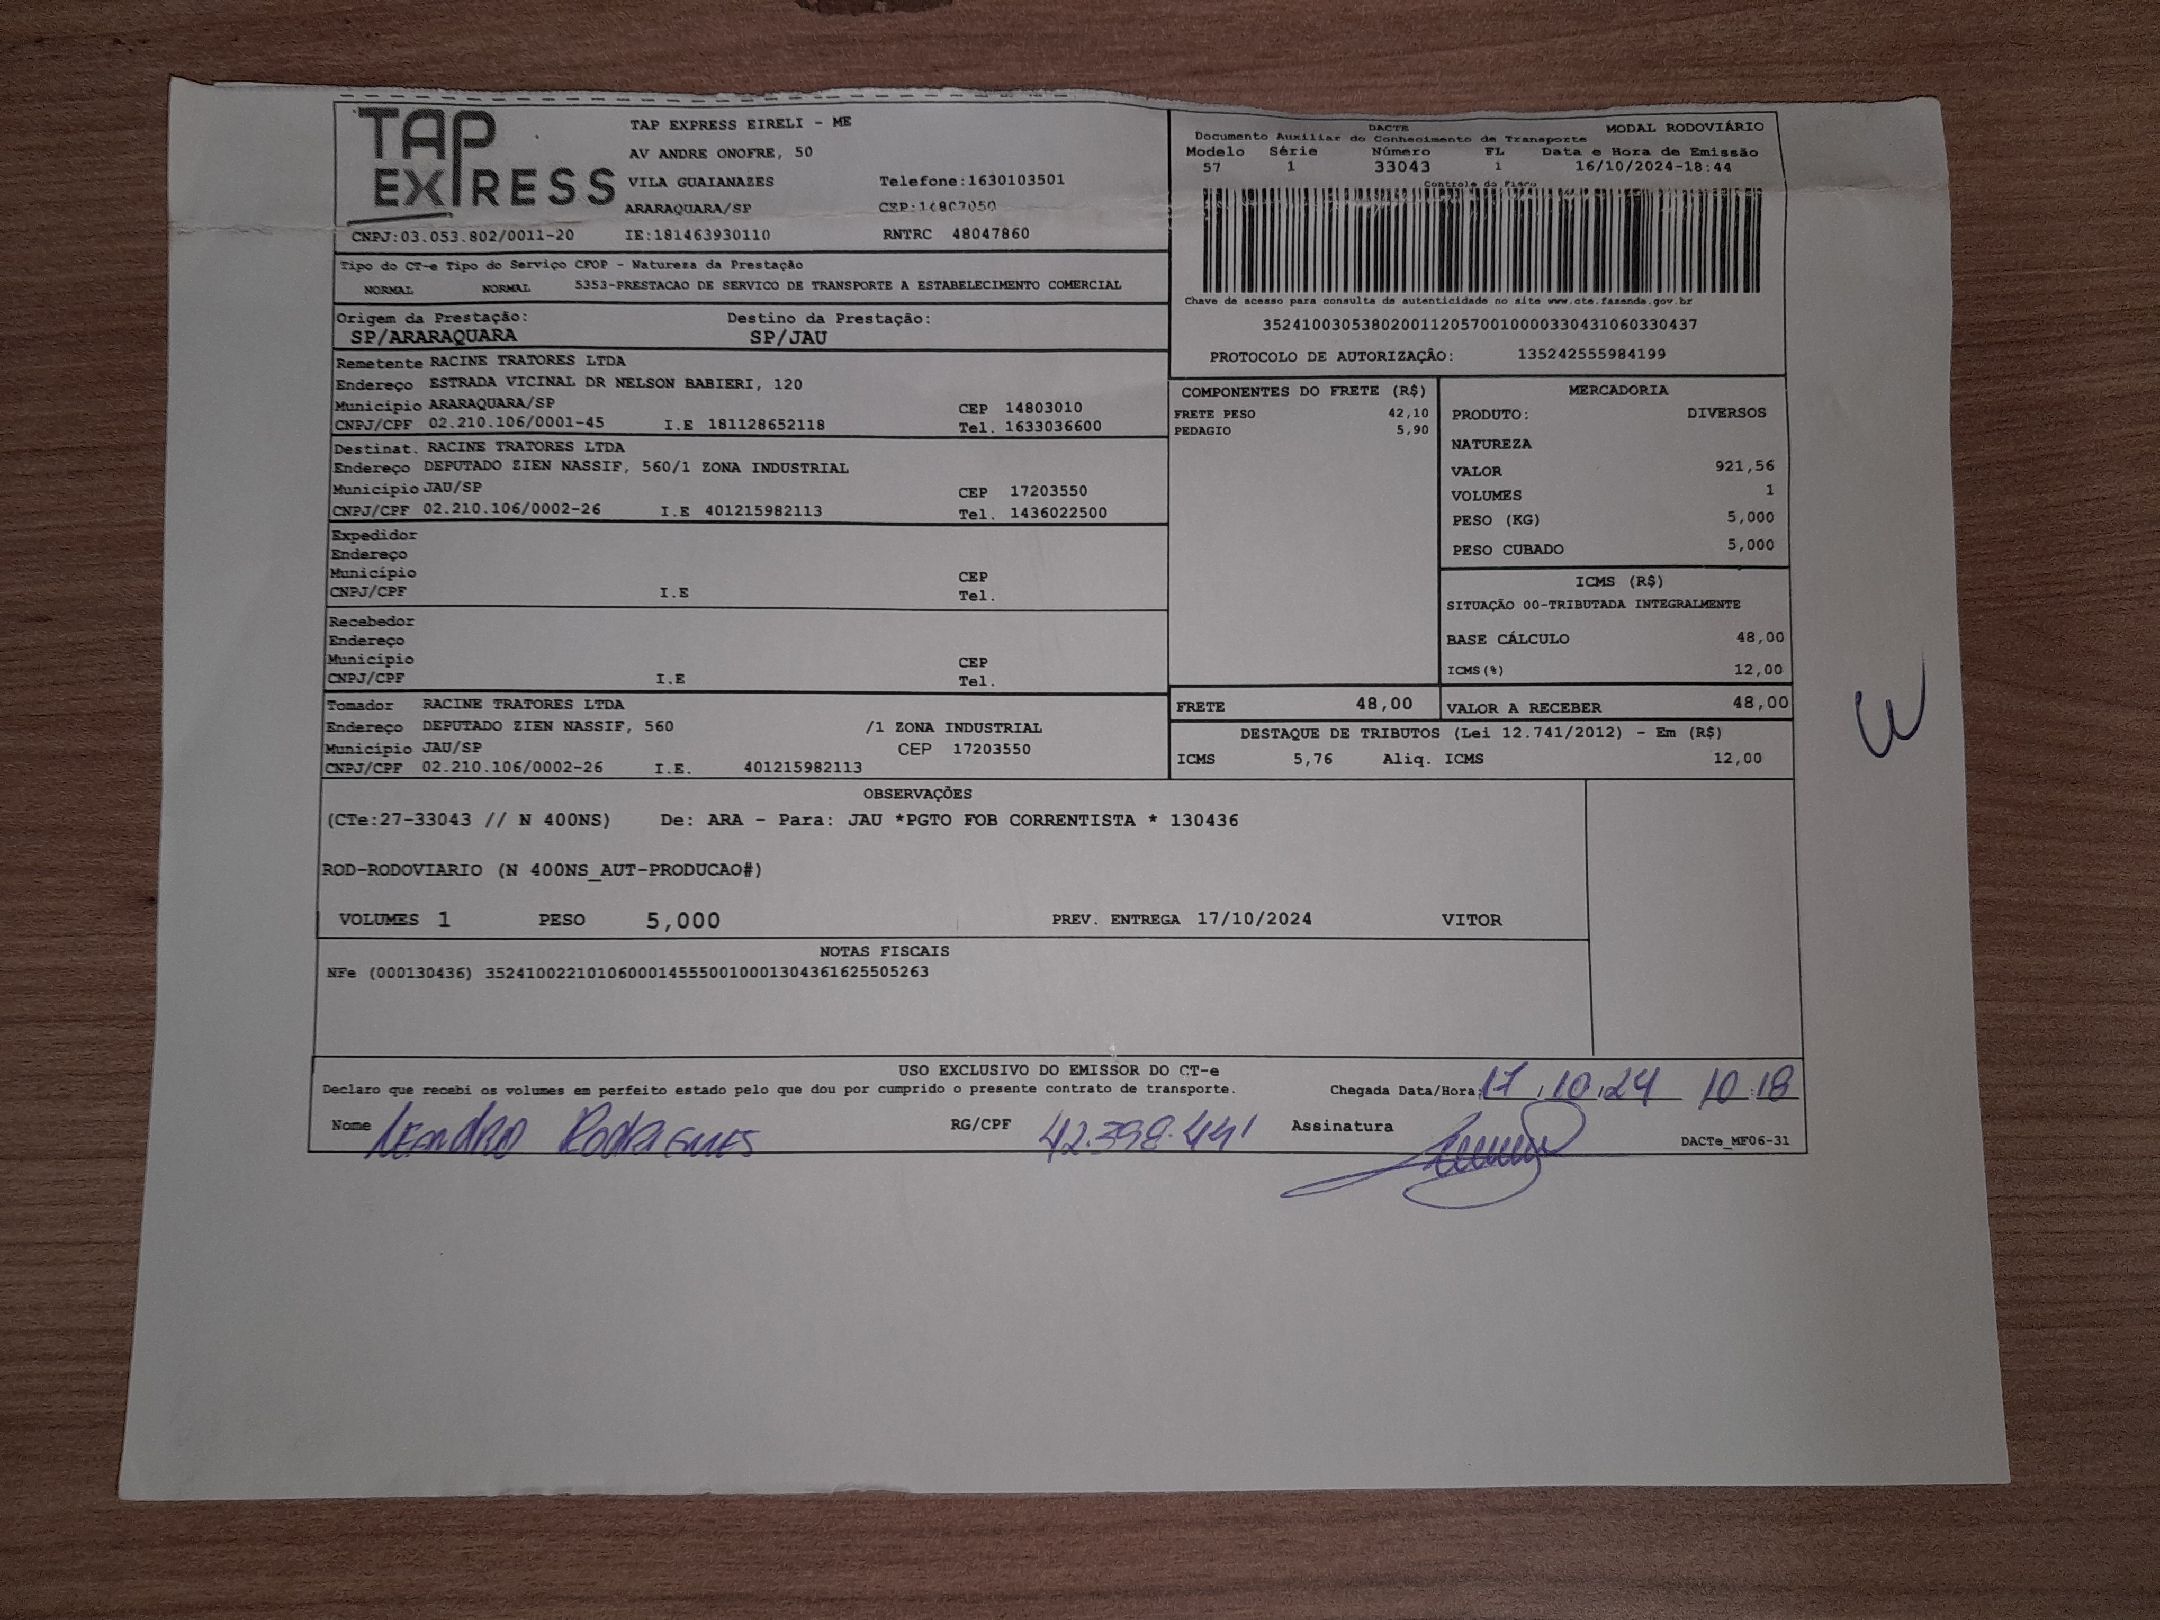 TAP EXPRESS
TAP EXPRESS EIRELI - ME
AV ANDRE ONOFRE, 50
VILA GUAIANAZES Telefone:1630103501
ARARAQUARA/SP CEP:14807050
CNPJ:03.053.802/0011-20 IE:181463930110 RNTRC 48047860
DACTE MODAL RODOVIÁRIO
Documento Auxiliar do Conhecimento de Transporte
Modelo Série Número FL Data e Hora de Emissão
57 1 33043 1 16/10/2024-18:44
Controle do Fisco
Chave de acesso para consulta de autenticidade no site www.cte.fazenda.gov.br
35241003053802001120570010000330431060330437
PROTOCOLO DE AUTORIZAÇÃO: 135242555984199
Tipo do CT-e Tipo do Serviço CFOP - Natureza da Prestação
NORMAL NORMAL 5353-PRESTACAO DE SERVICO DE TRANSPORTE A ESTABELECIMENTO COMERCIAL
Origem da Prestação: Destino da Prestação:
SP/ARARAQUARA SP/JAU
Remetente RACINE TRATORES LTDA
Endereço ESTRADA VICINAL DR NELSON BABIERI, 120
Município ARARAQUARA/SP CEP 14803010
CNPJ/CPF 02.210.106/0001-45 I.E 181128652118 Tel. 1633036600
Destinat. RACINE TRATORES LTDA
Endereço DEPUTADO ZIEN NASSIF, 560/1 ZONA INDUSTRIAL
Município JAU/SP CEP 17203550
CNPJ/CPF 02.210.106/0002-26 I.E 401215982113 Tel. 1436022500
Expedidor
Endereço
Município CEP
CNPJ/CPF I.E Tel.
Recebedor
Endereço
Município CEP
CNPJ/CPF I.E Tel.
Tomador RACINE TRATORES LTDA
Endereço DEPUTADO ZIEN NASSIF, 560 /1 ZONA INDUSTRIAL
Município JAU/SP CEP 17203550
CNPJ/CPF 02.210.106/0002-26 I.E. 401215982113
COMPONENTES DO FRETE (R$)
FRETE PESO 42,10
PEDAGIO 5,90
MERCADORIA
PRODUTO: DIVERSOS
NATUREZA
VALOR 921,56
VOLUMES 1
PESO (KG) 5,000
PESO CUBADO 5,000
ICMS (R$)
SITUAÇÃO 00-TRIBUTADA INTEGRALMENTE
BASE CÁLCULO 48,00
ICMS(%) 12,00
FRETE 48,00 VALOR A RECEBER 48,00
DESTAQUE DE TRIBUTOS (Lei 12.741/2012) - Em (R$)
ICMS 5,76 Aliq. ICMS 12,00
OBSERVAÇÕES
(CTe:27-33043 // N 400NS) De: ARA - Para: JAU *PGTO FOB CORRENTISTA * 130436
ROD-RODOVIARIO (N 400NS_AUT-PRODUCAO#)
VOLUMES 1 PESO 5,000 PREV. ENTREGA 17/10/2024 VITOR
NOTAS FISCAIS
NFe (000130436) 35241002210106000145550010001304361625505263
USO EXCLUSIVO DO EMISSOR DO CT-e
Declaro que recebi os volumes em perfeito estado pelo que dou por cumprido o presente contrato de transporte. Chegada Data/Hora: 17.10.24 10:18
Nome Leandro Rodrigues RG/CPF 42.398.441 Assinatura
DACTe_MF06-31